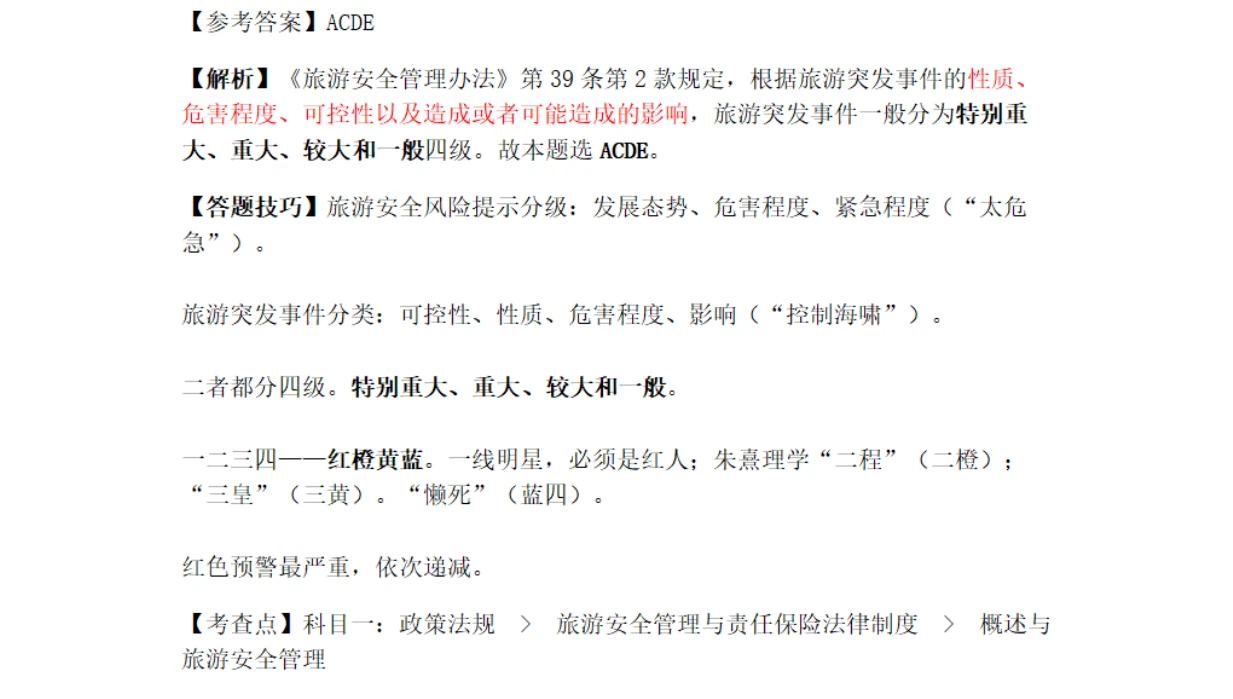 【参考答案】ACDE
【解析】《旅游安全管理办法》第 39 条第 2 款规定，根据旅游突发事件的性质、
危害程度、可控性以及造成或者可能造成的影响，旅游突发事件一般分为特别重
大、重大、较大和一般四级。故本题选 ACDE。
【答题技巧】旅游安全风险提示分级：发展态势、危害程度、紧急程度（“太危
急”）。
旅游突发事件分类：可控性、性质、危害程度、影响（“控制海啸”）。
二者都分四级。特别重大、重大、较大和一般。
一二三四——红橙黄蓝。一线明星，必须是红人；朱熹理学“二程”（二橙）；
“三皇”（三黄）。“懒死”（蓝四）。
红色预警最严重，依次递减。
【考查点】科目一：政策法规 > 旅游安全管理与责任保险法律制度 > 概述与
旅游安全管理